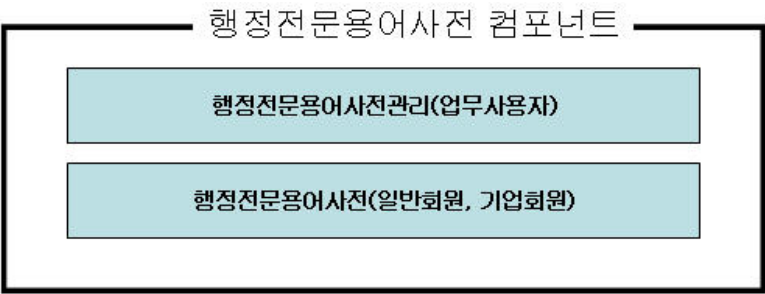 행정전문용어사전 컴포넌트
행정전문용어사전관리(업무사용자)
행정전문용어사전(일반회원, 기업회원)